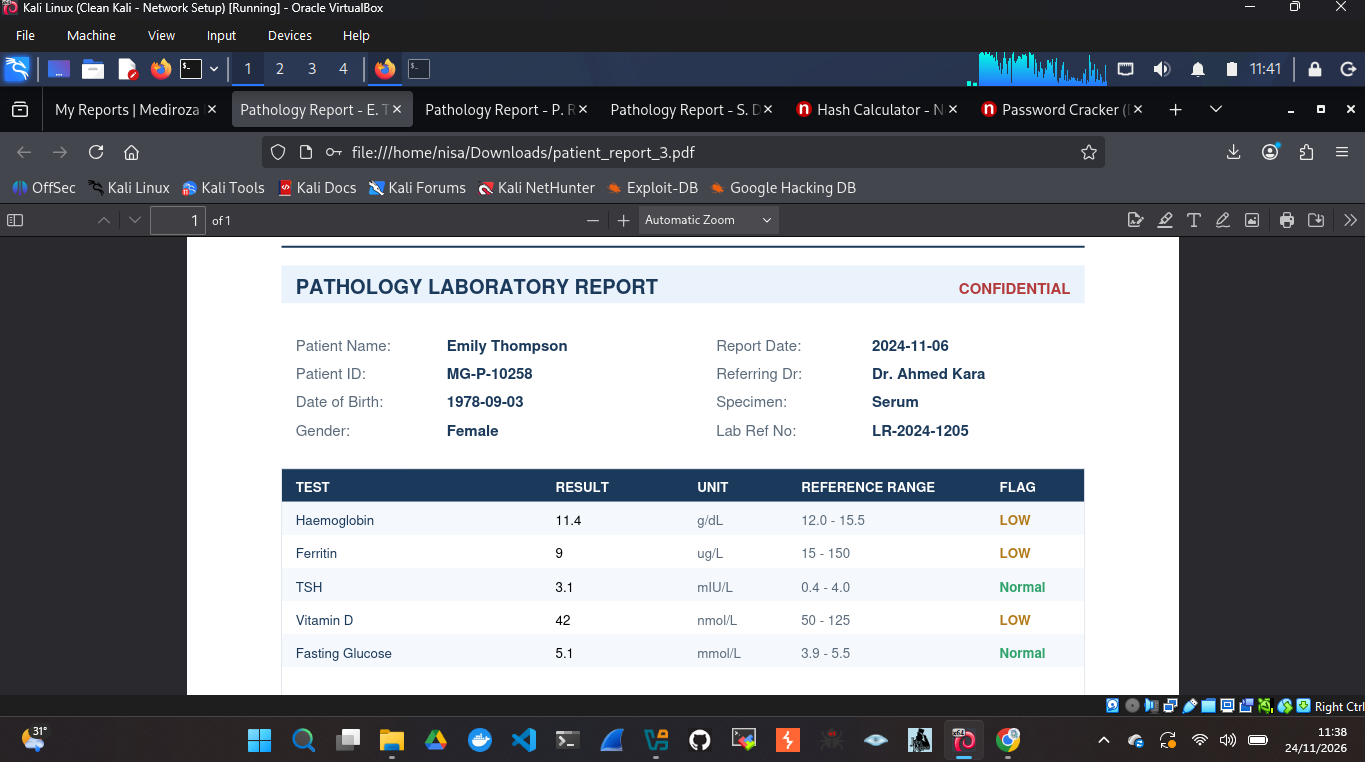 Kali Linux (Clean Kali - Network Setup) [Running] - Oracle VirtualBox
File Machine View Input Devices Help
1 2 3 4 11:41
My Reports | Mediroza Pathology Report - E. T Pathology Report - P. R Pathology Report - S. D Hash Calculator - N Password Cracker (
file:///home/nisa/Downloads/patient_report_3.pdf
OffSec Kali Linux Kali Tools Kali Docs Kali Forums Kali NetHunter Exploit-DB Google Hacking DB
1 of 1 Automatic Zoom
PATHOLOGY LABORATORY REPORT CONFIDENTIAL
Patient Name: Emily Thompson Report Date: 2024-11-06
Patient ID: MG-P-10258 Referring Dr: Dr. Ahmed Kara
Date of Birth: 1978-09-03 Specimen: Serum
Gender: Female Lab Ref No: LR-2024-1205
TEST RESULT UNIT REFERENCE RANGE FLAG
Haemoglobin 11.4 g/dL 12.0 - 15.5 LOW
Ferritin 9 ug/L 15 - 150 LOW
TSH 3.1 mIU/L 0.4 - 4.0 Normal
Vitamin D 42 nmol/L 50 - 125 LOW
Fasting Glucose 5.1 mmol/L 3.9 - 5.5 Normal
Right Ctrl
31°
11:38
24/11/2026